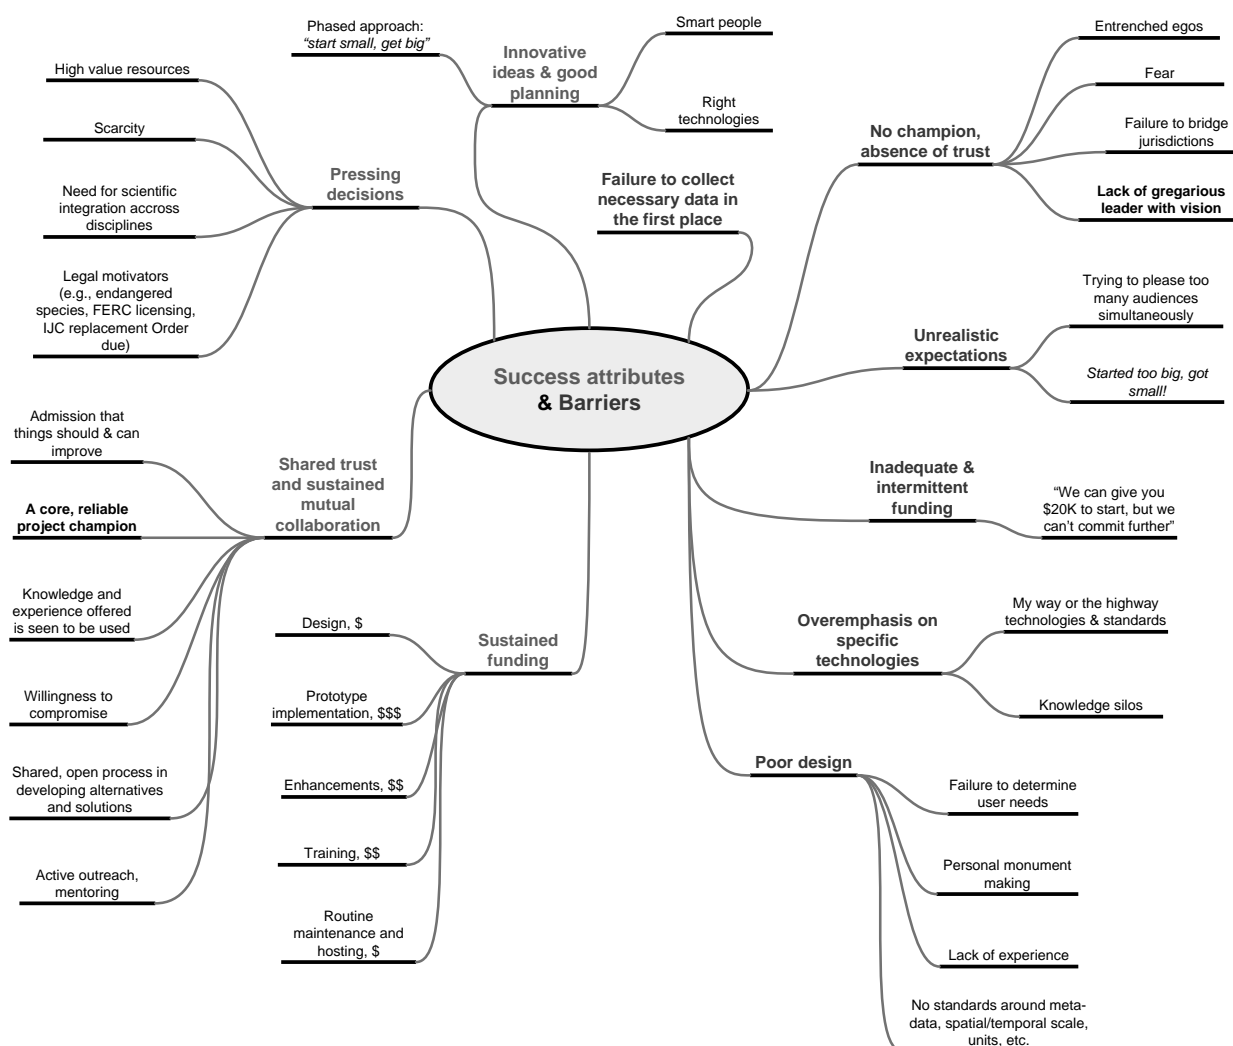 Phased approach:
“start small, get big”
Innovative
ideas & good
planning
Smart people
Right
technologies
High value resources
Scarcity
Need for scientific
integration accross
disciplines
Legal motivators
(e.g., endangered
species, FERC licensing,
IJC replacement Order
due)
Pressing
decisions
Failure to collect
necessary data in
the first place
No champion,
absence of trust
Entrenched egos
Fear
Failure to bridge
jurisdictions
Lack of gregarious
leader with vision
Success attributes
& Barriers
Unrealistic
expectations
Trying to please too
many audiences
simultaneously
Started too big, got
small!
Admission that
things should & can
improve
A core, reliable
project champion
Knowledge and
experience offered
is seen to be used
Willingness to
compromise
Shared, open process in
developing alternatives
and solutions
Active outreach,
mentoring
Shared trust
and sustained
mutual
collaboration
Inadequate &
intermittent
funding
“We can give you
$20K to start, but we
can’t commit further”
Design, $
Prototype
implementation, $$$
Enhancements, $$
Training, $$
Routine
maintenance and
hosting, $
Sustained
funding
Overemphasis on
specific
technologies
My way or the highway
technologies & standards
Knowledge silos
Poor design
Failure to determine
user needs
Personal monument
making
Lack of experience
No standards around meta-
data, spatial/temporal scale,
units, etc.